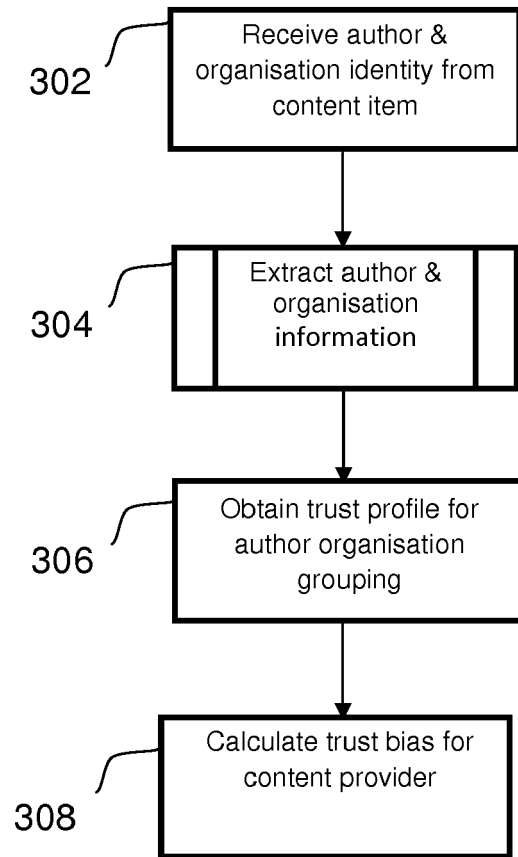 Receive author &
organisation identity from
content item
302
Extract author &
organisation
information
304
Obtain trust profile for
author organisation
grouping
306
Calculate trust bias for
content provider
308